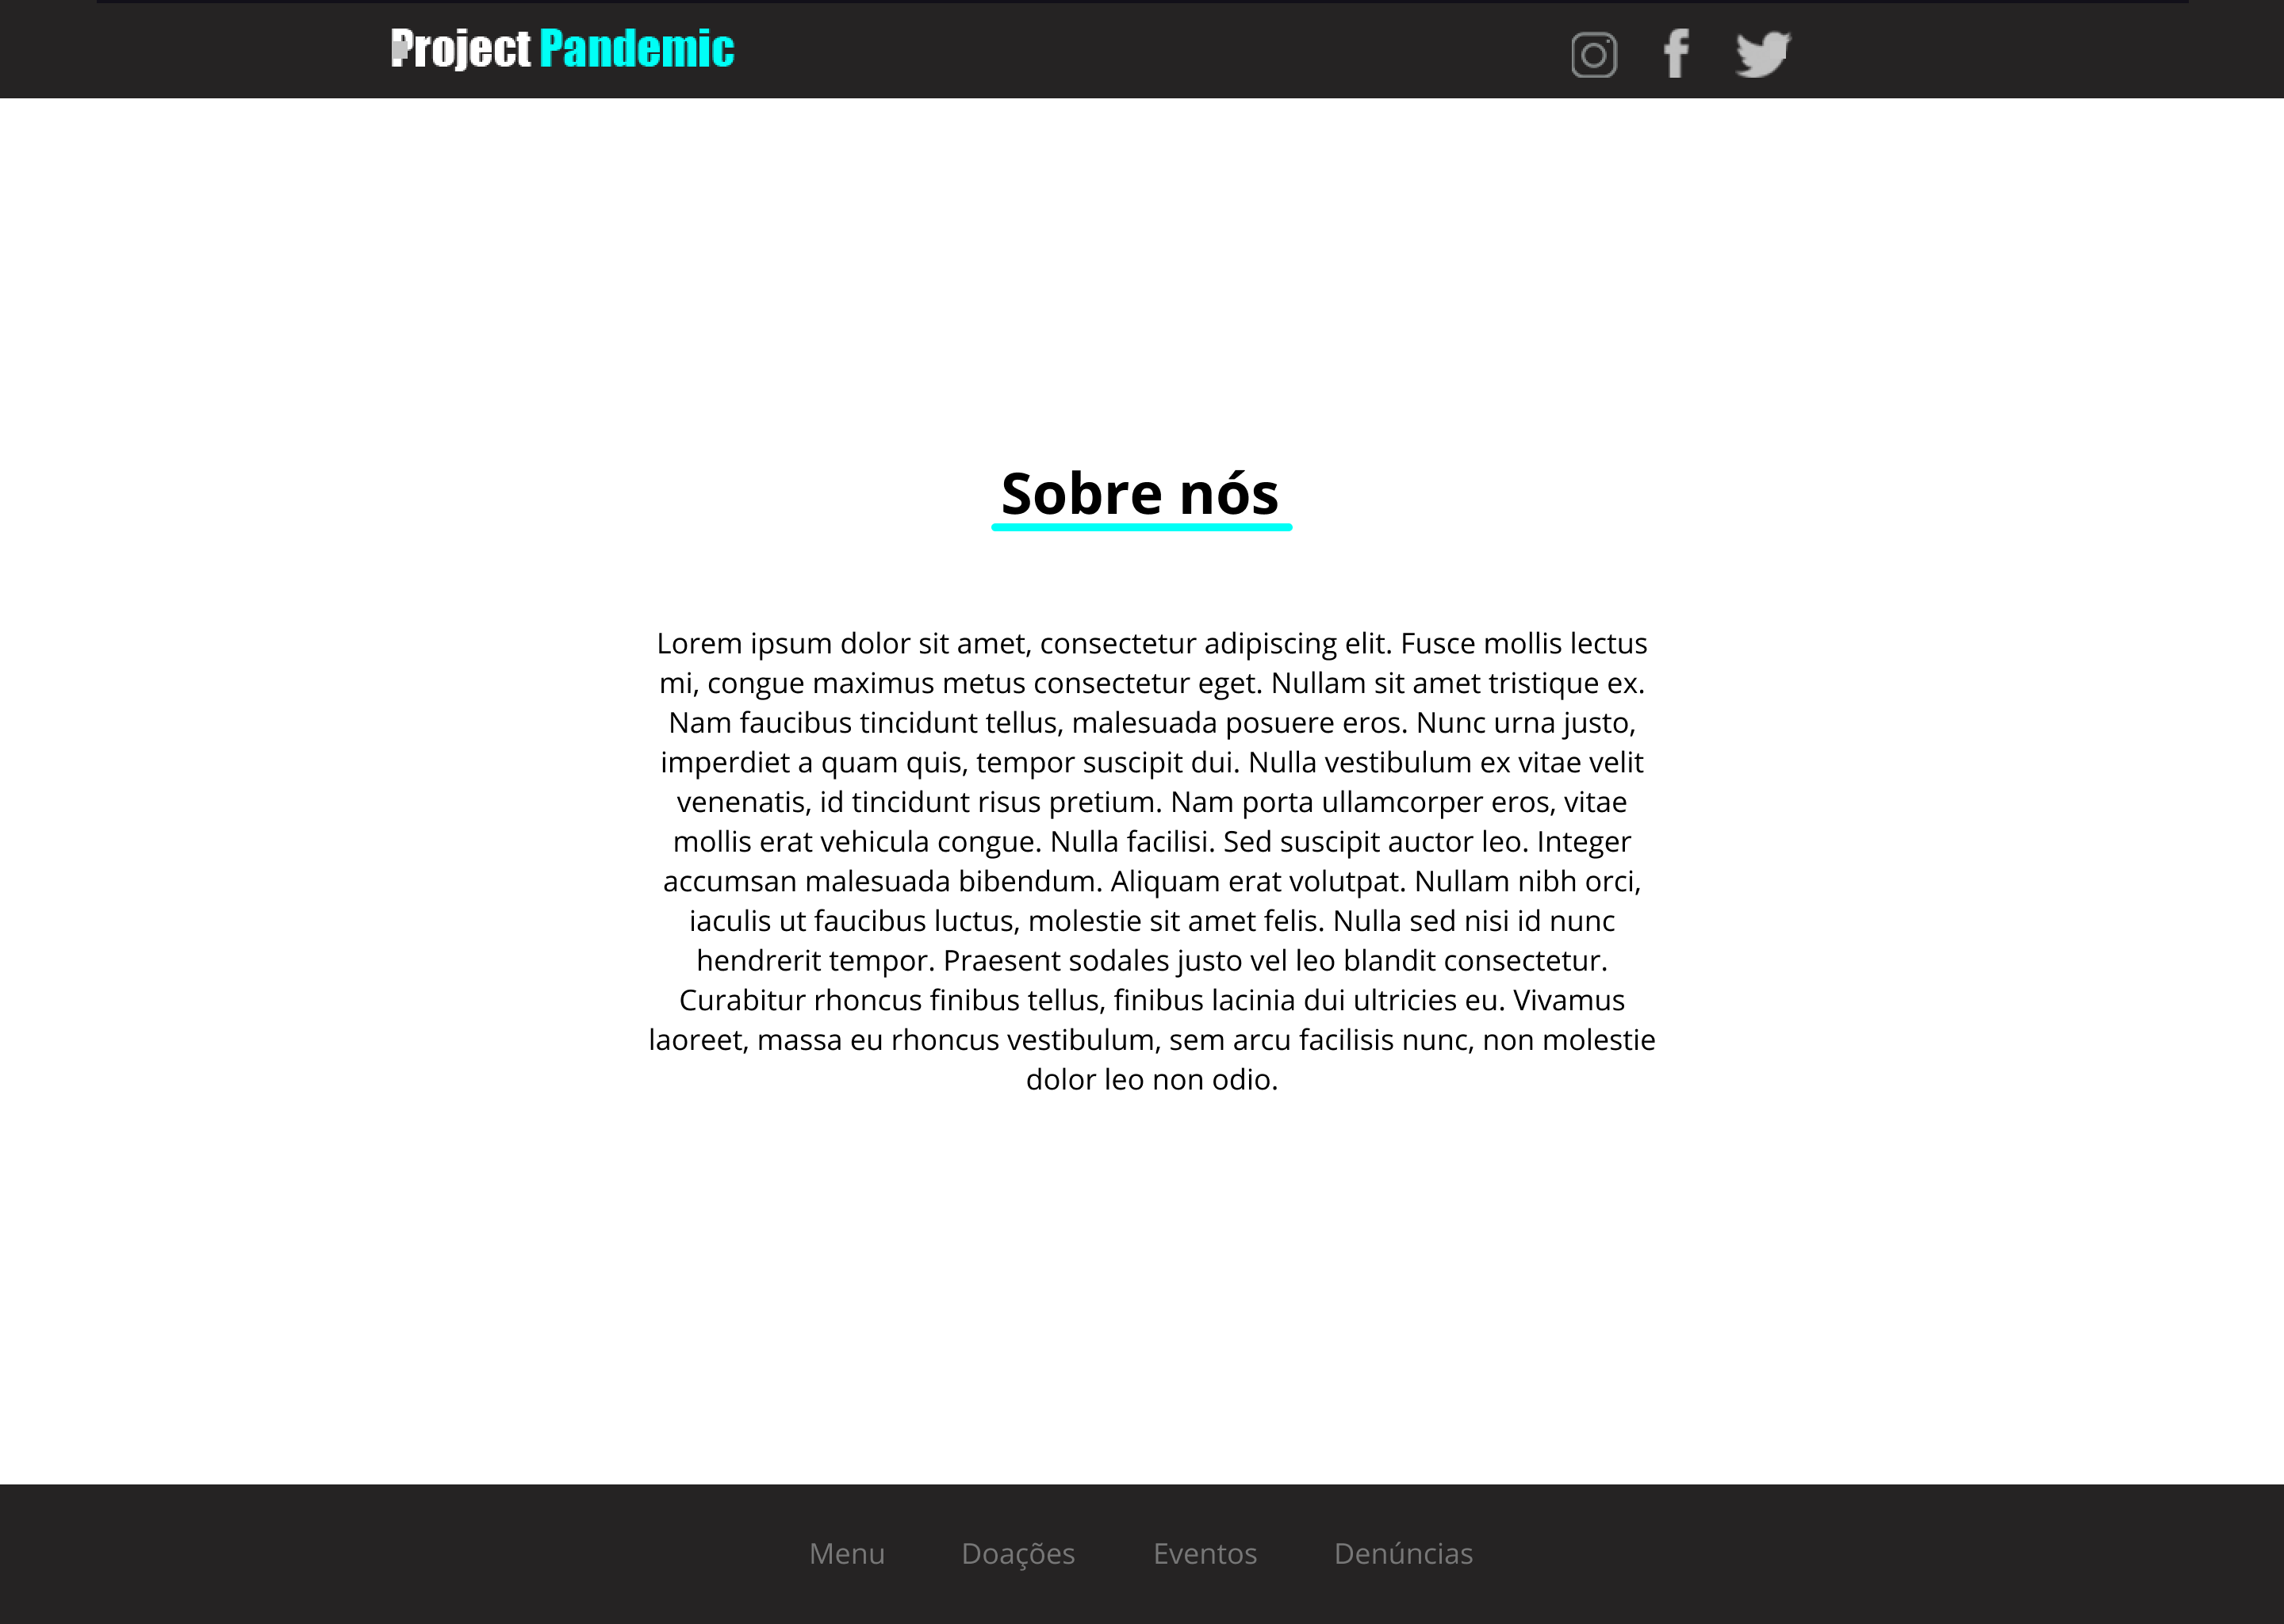 Project Pandemic
Sobre nós
Lorem ipsum dolor sit amet, consectetur adipiscing elit. Fusce mollis lectus
mi, congue maximus metus consectetur eget. Nullam sit amet tristique ex.
Nam faucibus tincidunt tellus, malesuada posuere eros. Nunc urna justo,
imperdiet a quam quis, tempor suscipit dui. Nulla vestibulum ex vitae velit
venenatis, id tincidunt risus pretium. Nam porta ullamcorper eros, vitae
mollis erat vehicula congue. Nulla facilisi. Sed suscipit auctor leo. Integer
accumsan malesuada bibendum. Aliquam erat volutpat. Nullam nibh orci,
iaculis ut faucibus luctus, molestie sit amet felis. Nulla sed nisi id nunc
hendrerit tempor. Praesent sodales justo vel leo blandit consectetur.
Curabitur rhoncus finibus tellus, finibus lacinia dui ultricies eu. Vivamus
laoreet, massa eu rhoncus vestibulum, sem arcu facilisis nunc, non molestie
dolor leo non odio.
Menu Doações Eventos Denúncias